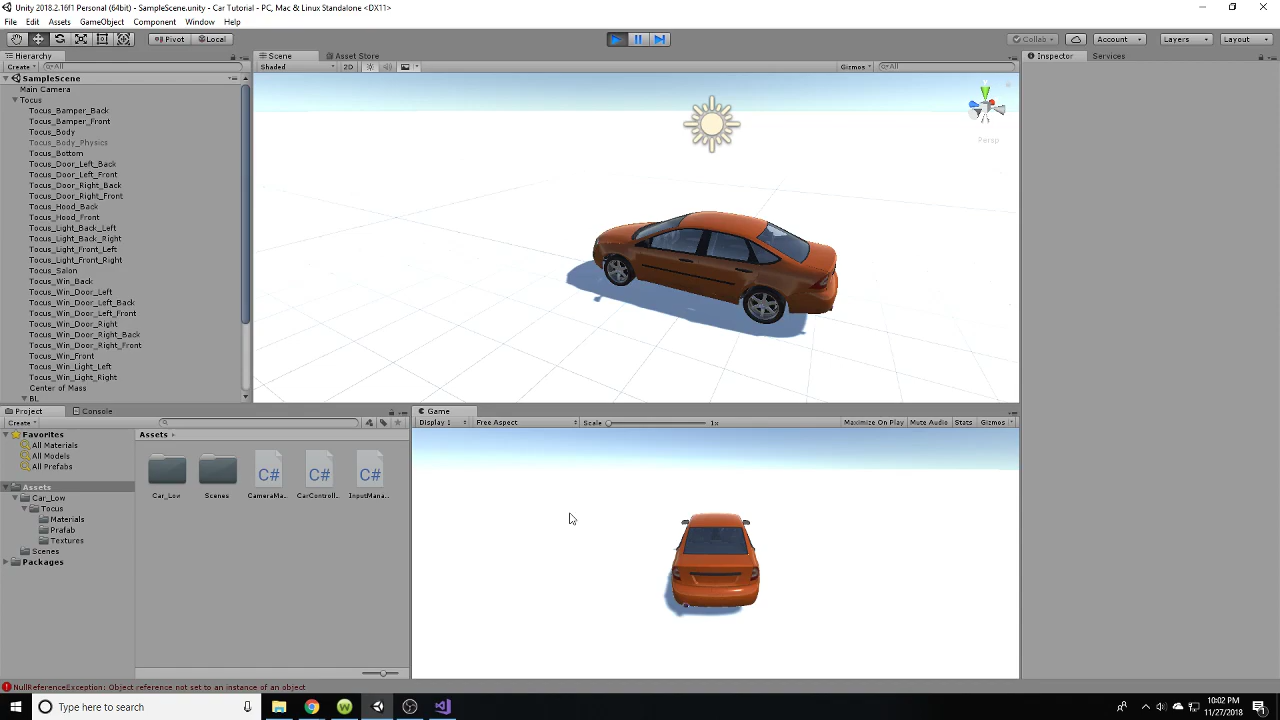 Unity 2018.2.16f1 Personal (64bit) - SampleScene.unity - Car Tutorial - PC, Mac & Linux Standalone <DX11>
File Edit Assets GameObject Component Window Help
Pivot Local Collab Account Layers Layout
Hierarchy
Create All
SampleScene
Main Camera
Tocus
Tocus_Bamper_Back
Tocus_Bamper_Front
Tocus_Body
Tocus_Body_Physics
Tocus_Bottom
Tocus_Door_Left_Back
Tocus_Door_Left_Front
Tocus_Door_Right_Back
Tocus_Door_Right_Front
Tocus_Hood_Back
Tocus_Hood_Front
Tocus_Light_Back_Left
Tocus_Light_Back_Right
Tocus_Light_Front_Left
Tocus_Light_Front_Right
Tocus_Salon
Tocus_Win_Back
Tocus_Win_Door_Left
Tocus_Win_Door_Left_Back
Tocus_Win_Door_Left_Front
Tocus_Win_Door_Right
Tocus_Win_Door_Right_Back
Tocus_Win_Door_Right_Front
Tocus_Win_Front
Tocus_Win_Light_Left
Tocus_Win_Light_Right
Center of Mass
BL
Scene Asset Store
Shaded 2D Gizmos All
Persp
Inspector Services
Project Console
Create
Favorites
All Materials
All Models
All Prefabs
Assets
Car_Low
Tocus
Materials
Prefab
Textures
Scenes
Packages
Assets
C# C# C#
Car_Low Scenes CameraMa... CarControll... InputMana...
Game
Display 1 Free Aspect Scale 1x Maximize On Play Mute Audio Stats Gizmos
NullReferenceException: Object reference not set to an instance of an object
Type here to search
10:02 PM
11/27/2018